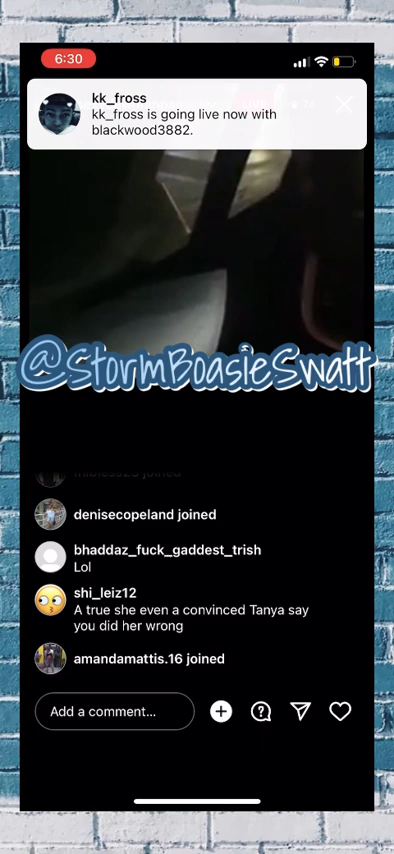 6:30
kk_fross
kk_fross is going live now with
blackwood3882.
@StormBoasieSwatt
joined
denisecopeland joined
bhaddaz_fuck_gaddest_trish
Lol
shi_leiz12
A true she even a convinced Tanya say
you did her wrong
amandamattis.16 joined
Add a comment...